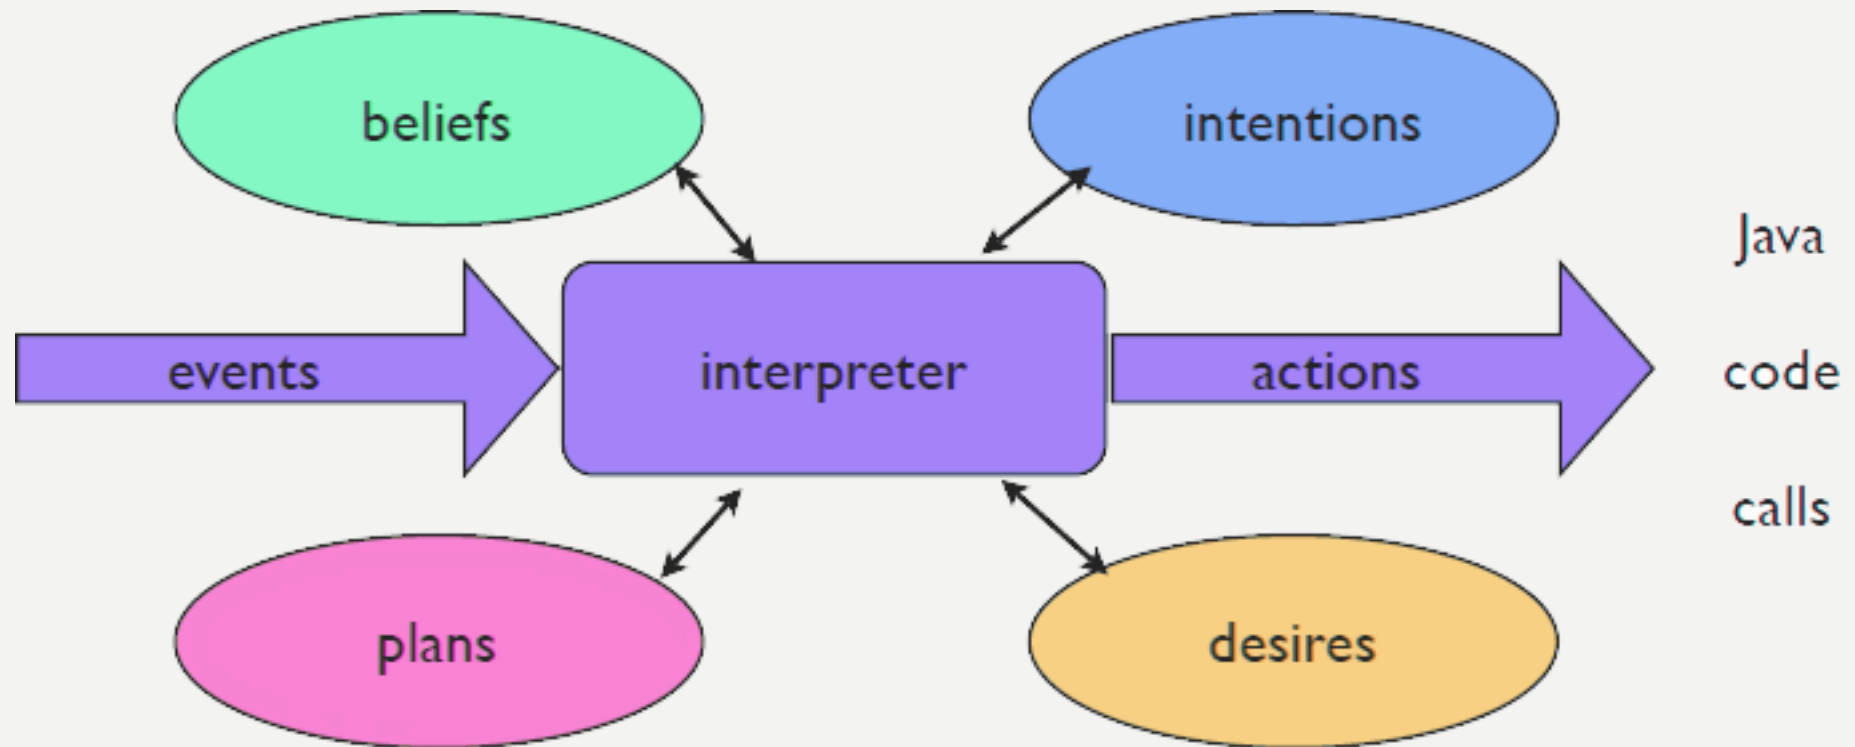 beliefs
intentions
events
interpreter
actions
Java
code
calls
plans
desires